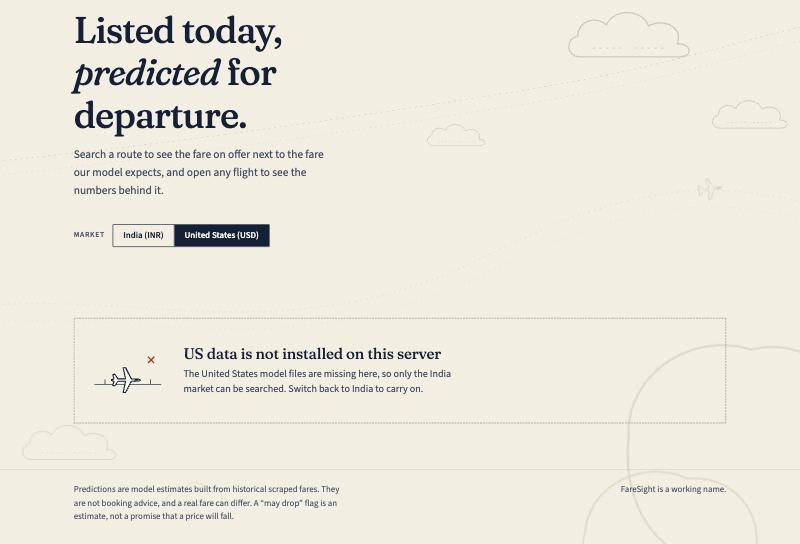 Listed today,
predicted for
departure.
Search a route to see the fare on offer next to the fare
our model expects, and open any flight to see the
numbers behind it.
MARKET India (INR) United States (USD)
US data is not installed on this server
The United States model files are missing here, so only the India
market can be searched. Switch back to India to carry on.
Predictions are model estimates built from historical scraped fares. They
are not booking advice, and a real fare can differ. A “may drop” flag is an
estimate, not a promise that a price will fall.
FareSight is a working name.